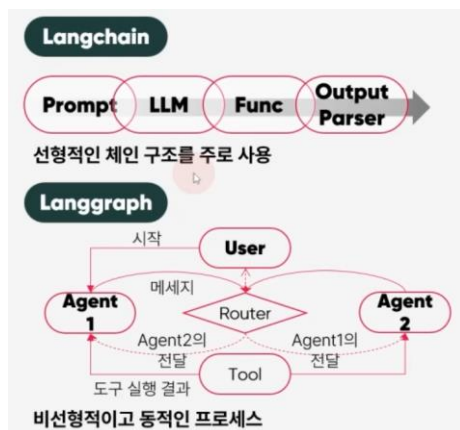 Langchain
Prompt LLM Func Output Parser
선형적인 체인 구조를 주로 사용
Langgraph
시작
User
메세지
Agent 1
Router
Agent 2
Agent2의 전달
Agent1의 전달
Tool
도구 실행 결과
비선형적이고 동적인 프로세스